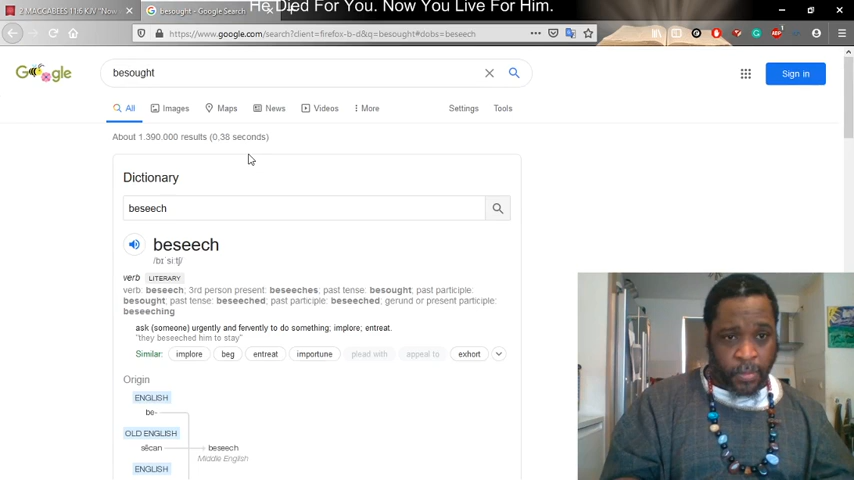 He Died For You. Now You Live For Him.
2 MACCABEES 11:6 KJV "Now
besought - Google Search
https://www.google.com/search?client=firefox-b-d&q=besought#dobs=beseech
Google
besought
Sign in
All
Images
Maps
News
Videos
More
Settings
Tools
About 1.390.000 results (0,38 seconds)
Dictionary
beseech
beseech
/bɪˈsiːtʃ/
verb LITERARY
verb: beseech; 3rd person present: beseeches; past tense: besought; past participle:
besought; past tense: beseeched; past participle: beseeched; gerund or present participle:
beseeching
ask (someone) urgently and fervently to do something; implore; entreat.
"they beseeched him to stay"
Similar: implore beg entreat importune plead with appeal to exhort
Origin
ENGLISH
be-
OLD ENGLISH
sēcan
beseech
Middle English
ENGLISH